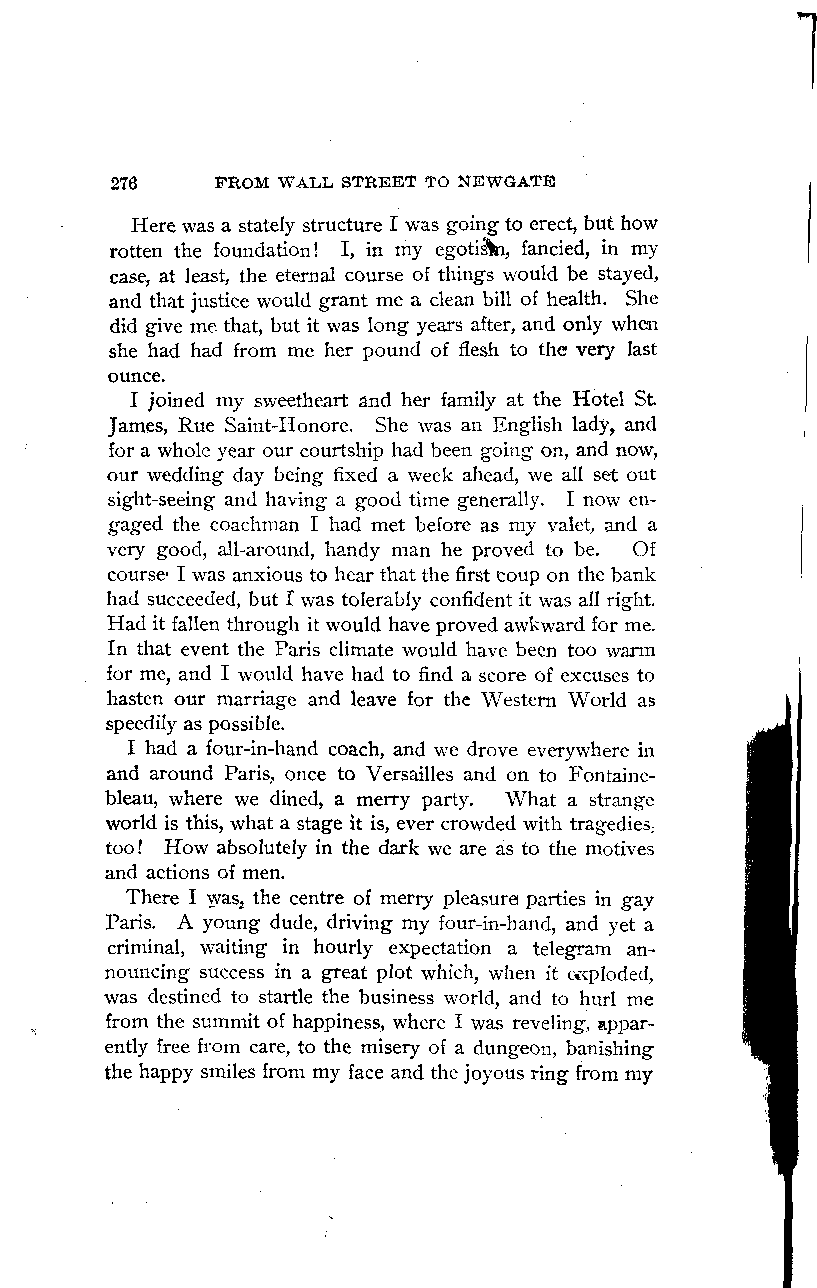 276 FROM WALL STREET TO NEWGATE
Here was a stately structure I was going to erect, but how
rotten the foundation! I, in my egotism, fancied, in my
case, at least, the eternal course of things would be stayed,
and that justice would grant me a clean bill of health. She
did give me that, but it was long years after, and only when
she had had from me her pound of flesh to the very last
ounce.
I joined my sweetheart and her family at the Hotel St.
James, Rue Saint-Honore. She was an English lady, and
for a whole year our courtship had been going on, and now,
our wedding day being fixed a week ahead, we all set out
sight-seeing and having a good time generally. I now en-
gaged the coachman I had met before as my valet, and a
very good, all-around, handy man he proved to be. Of
course I was anxious to hear that the first coup on the bank
had succeeded, but I was tolerably confident it was all right.
Had it fallen through it would have proved awkward for me.
In that event the Paris climate would have been too warm
for me, and I would have had to find a score of excuses to
hasten our marriage and leave for the Western World as
speedily as possible.
I had a four-in-hand coach, and we drove everywhere in
and around Paris, once to Versailles and on to Fontaine-
bleau, where we dined, a merry party. What a strange
world is this, what a stage it is, ever crowded with tragedies,
too! How absolutely in the dark we are as to the motives
and actions of men.
There I was, the centre of merry pleasure parties in gay
Paris. A young dude, driving my four-in-hand, and yet a
criminal, waiting in hourly expectation a telegram an-
nouncing success in a great plot which, when it exploded,
was destined to startle the business world, and to hurl me
from the summit of happiness, where I was reveling, appar-
ently free from care, to the misery of a dungeon, banishing
the happy smiles from my face and the joyous ring from my